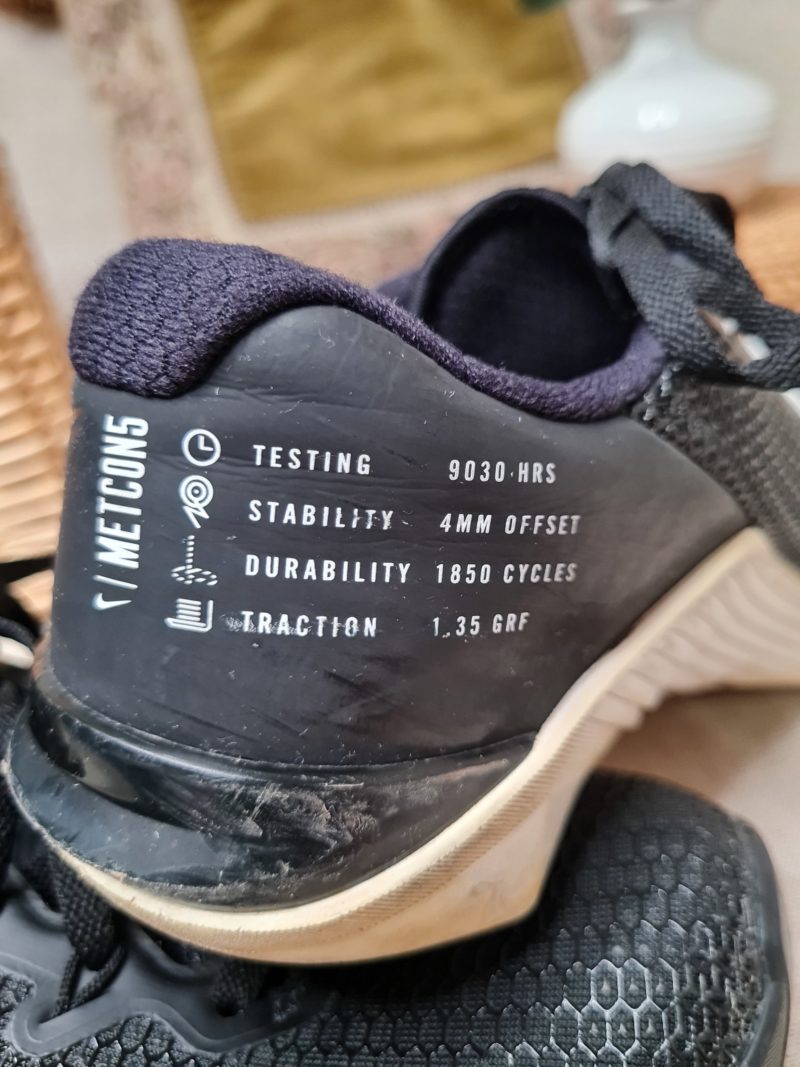 / METCON5
TESTING 9030 HRS
STABILITY 4MM OFFSET
DURABILITY 1850 CYCLES
TRACTION 1.35 GRF